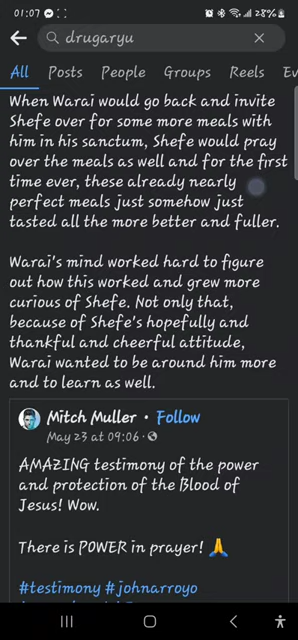 01:07
28%
drugaryu
All Posts People Groups Reels Ev
When Warai would go back and invite
Shefe over for some more meals with
him in his sanctum, Shefe would pray
over the meals as well and for the first
time ever, these already nearly
perfect meals just somehow just
tasted all the more better and fuller.
Warai's mind worked hard to figure
out how this worked and grew more
curious of Shefe. Not only that,
because of Shefe's hopefully and
thankful and cheerful attitude,
Warai wanted to be around him more
and to learn as well.
Mitch Muller • Follow
May 23 at 09:06 •
AMAZING testimony of the power
and protection of the Blood of
Jesus! Wow.
There is POWER in prayer! 🙏
#testimony #johnarroyo